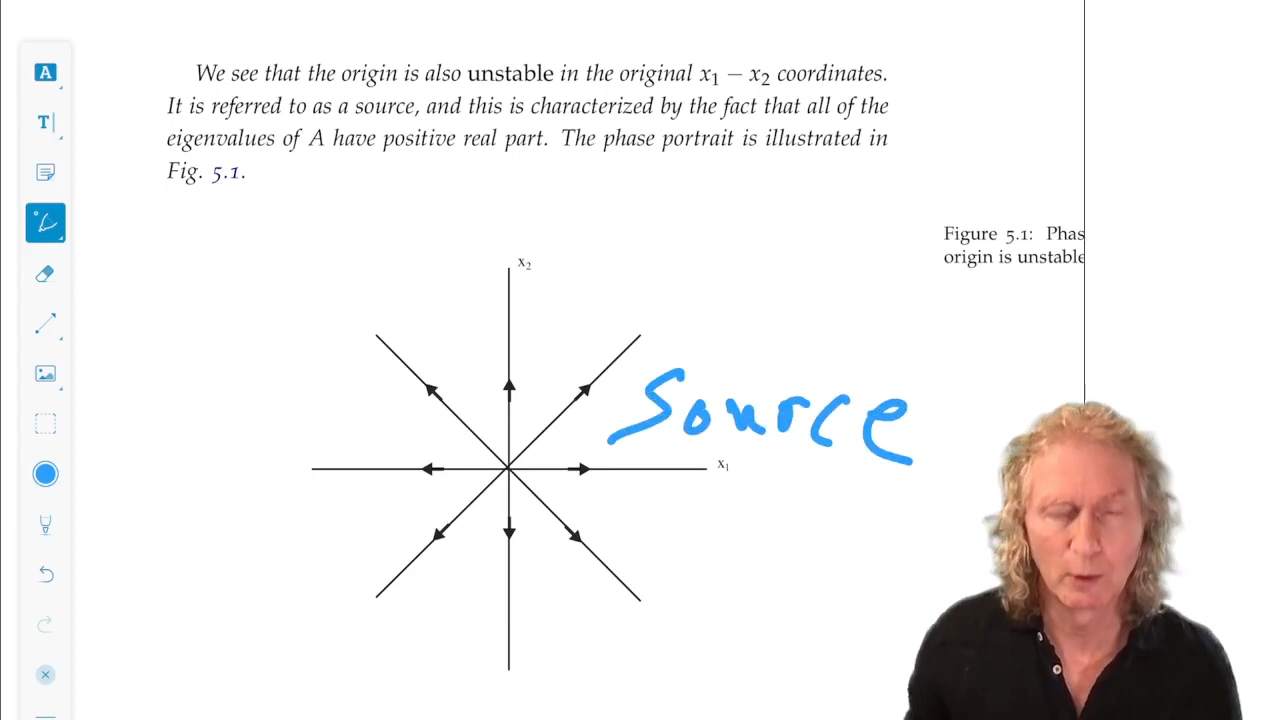 We see that the origin is also unstable in the original x₁ − x₂ coordinates.
It is referred to as a source, and this is characterized by the fact that all of the
eigenvalues of A have positive real part. The phase portrait is illustrated in
Fig. 5.1.
Figure 5.1: Phas
origin is unstable
x₂
Source
x₁
A
T